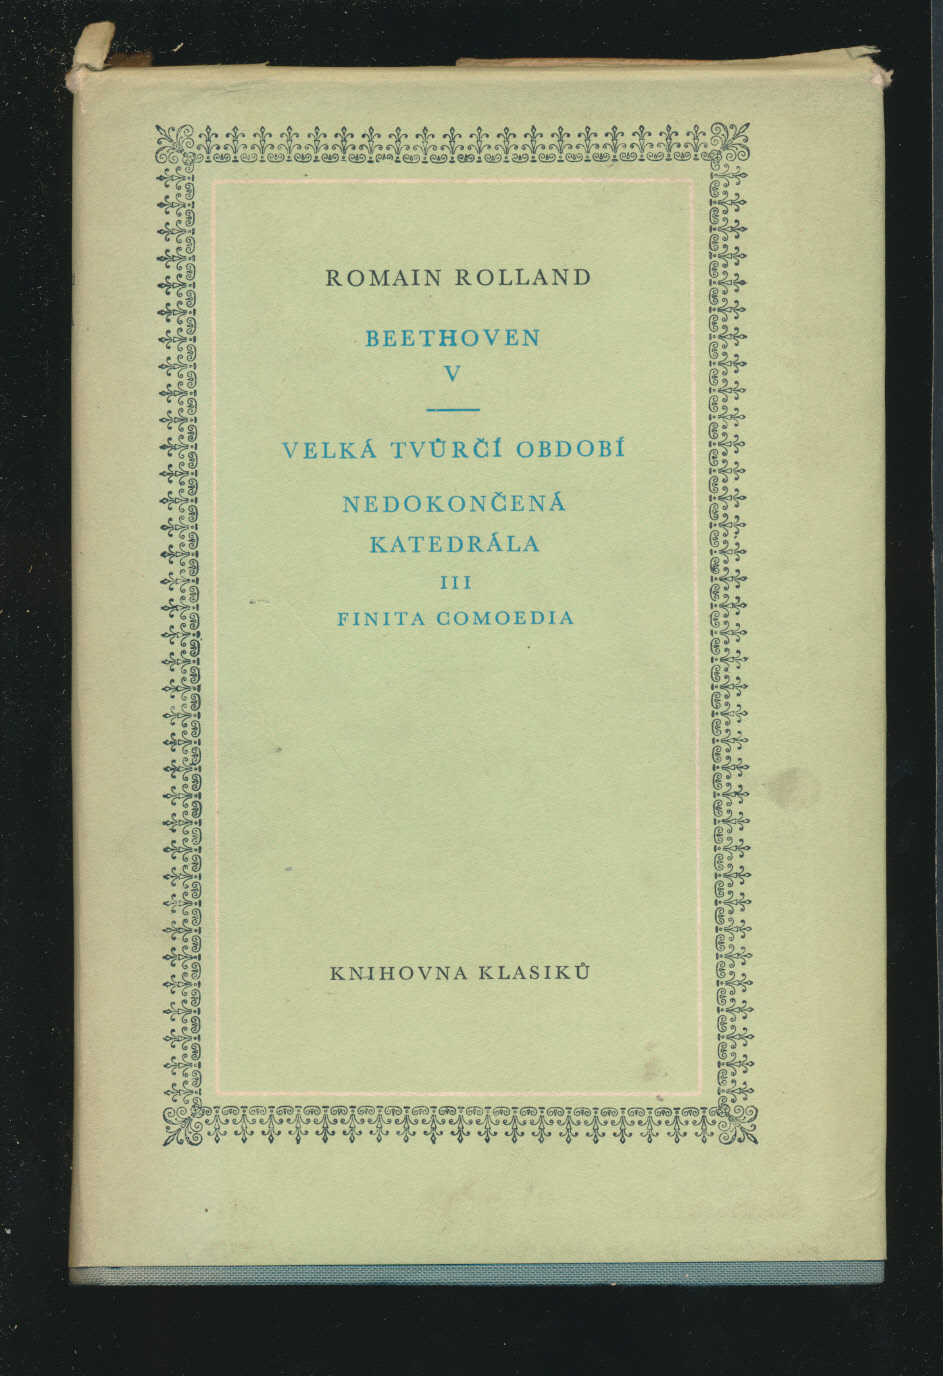 ROMAIN ROLLAND
BEETHOVEN
V
VELKÁ TVŮRČÍ OBDOBÍ
NEDOKONČENÁ
KATEDRÁLA
III
FINITA COMOEDIA
KNIHOVNA KLASIKŮ